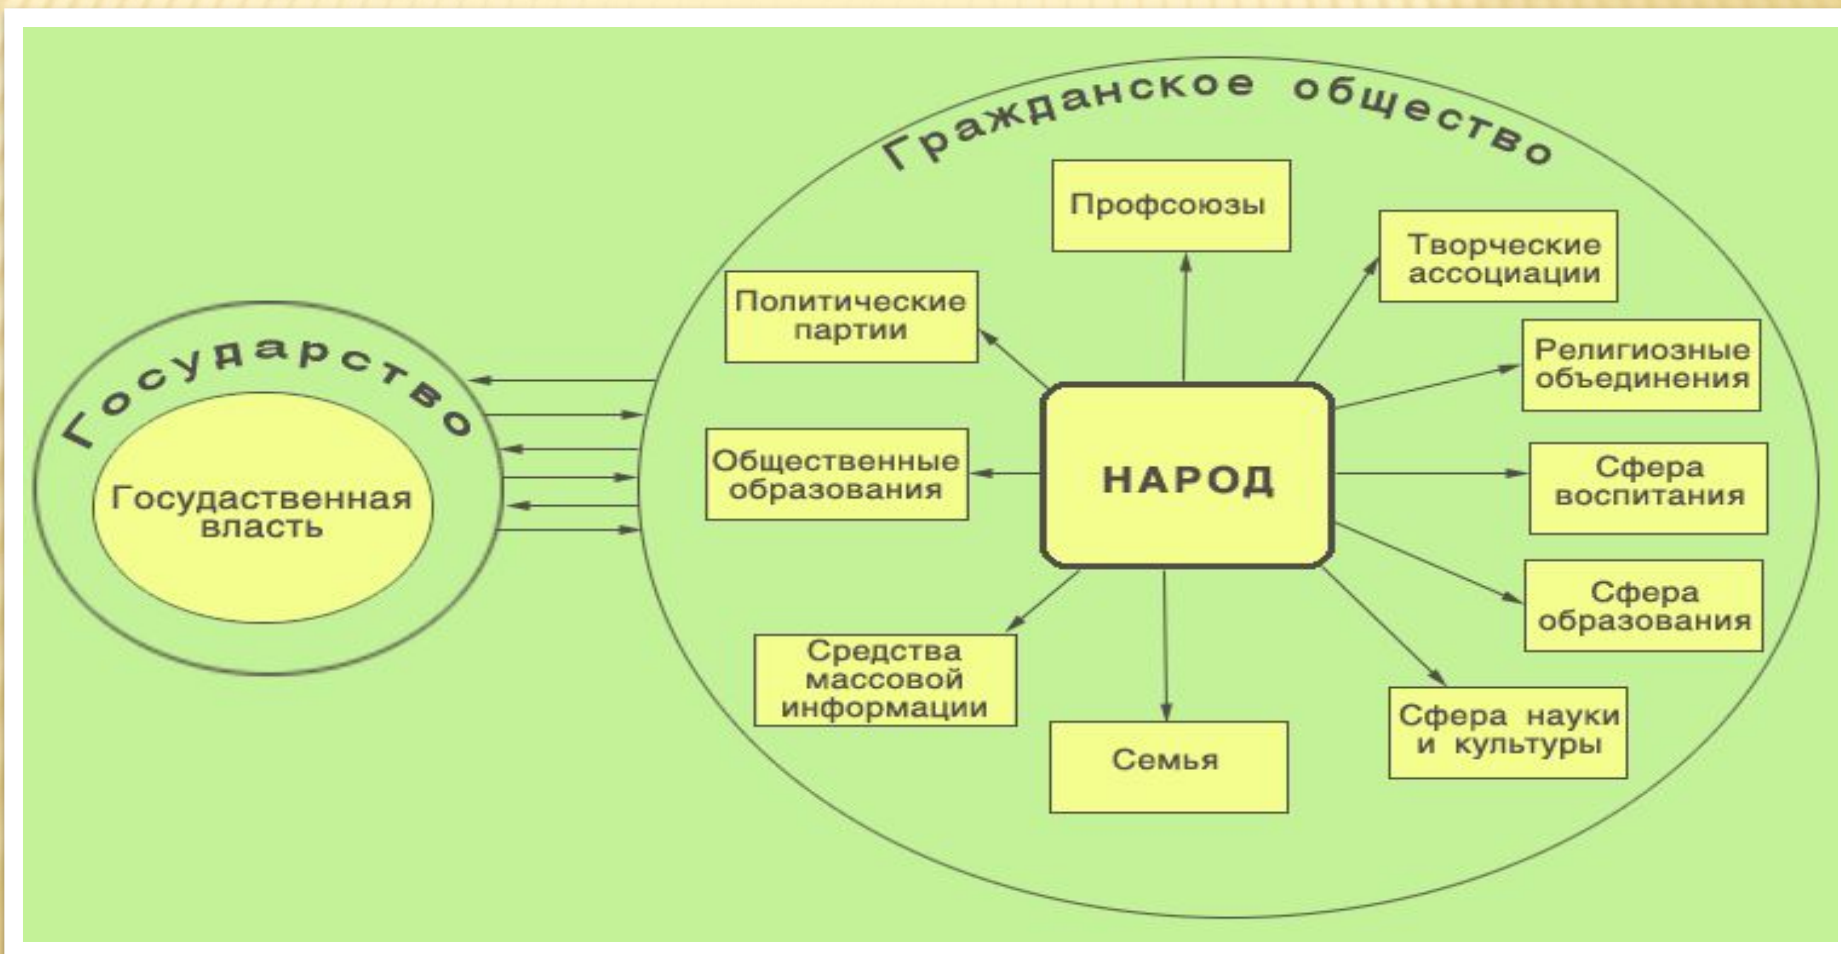 Гражданское общество
Профсоюзы
Творческие
ассоциации
Политические
партии
Религиозные
объединения
Государство
Государственная
власть
Общественные
образования
НАРОД
Сфера
воспитания
Сфера
образования
Средства
массовой
информации
Семья
Сфера науки
и культуры